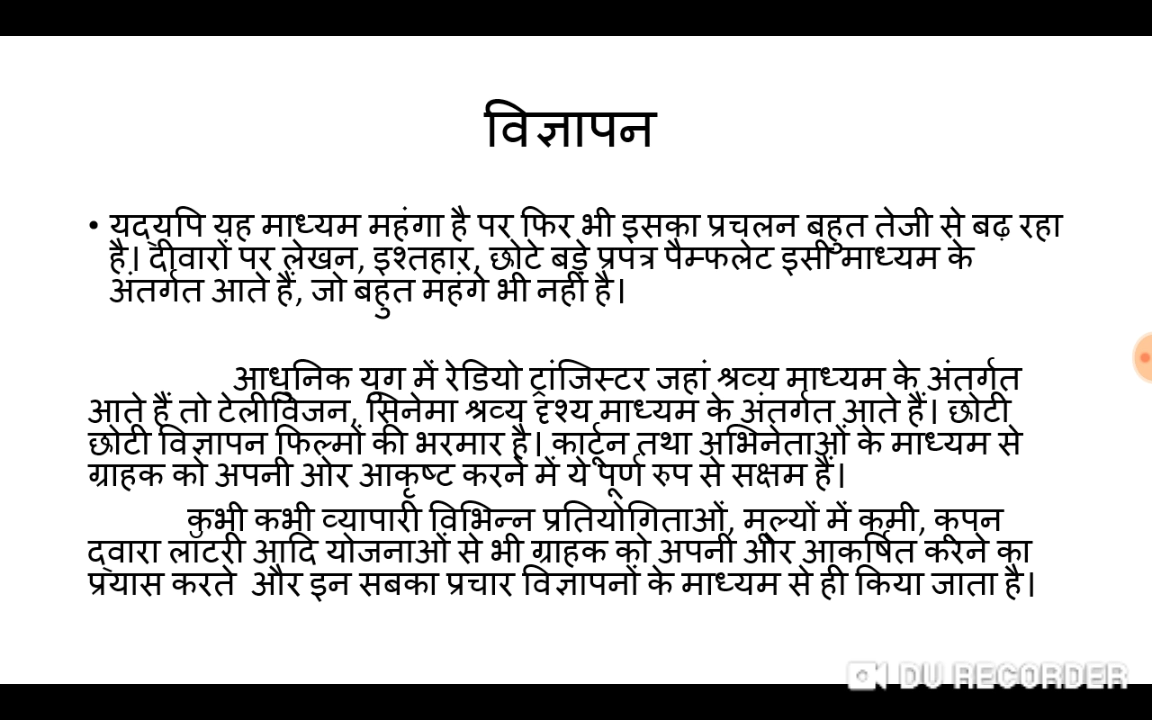 विज्ञापन
• यद्यपि यह माध्यम महंगा है पर फिर भी इसका प्रचलन बहुत तेजी से बढ़ रहा
है। दीवारों पर लेखन, इश्तहार, छोटे बड़े प्रपत्र पैम्फलेट इसी माध्यम के
अंतर्गत आते हैं, जो बहुत महंगे भी नहीं है।
आधुनिक युग में रेडियो ट्रांजिस्टर जहां श्रव्य माध्यम के अंतर्गत
आते हैं तो टेलीविजन, सिनेमा श्रव्य दृश्य माध्यम के अंतर्गत आते हैं। छोटी
छोटी विज्ञापन फिल्मों की भरमार है। कार्टून तथा अभिनेताओं के माध्यम से
ग्राहक को अपनी ओर आकृष्ट करने में ये पूर्ण रुप से सक्षम हैं।
कभी कभी व्यापारी विभिन्न प्रतियोगिताओं, मूल्यों में कमी, कूपन
द्वारा लाटरी आदि योजनाओं से भी ग्राहक को अपनी ओर आकर्षित करने का
प्रयास करते और इन सबका प्रचार विज्ञापनों के माध्यम से ही किया जाता है।
DU RECORDER